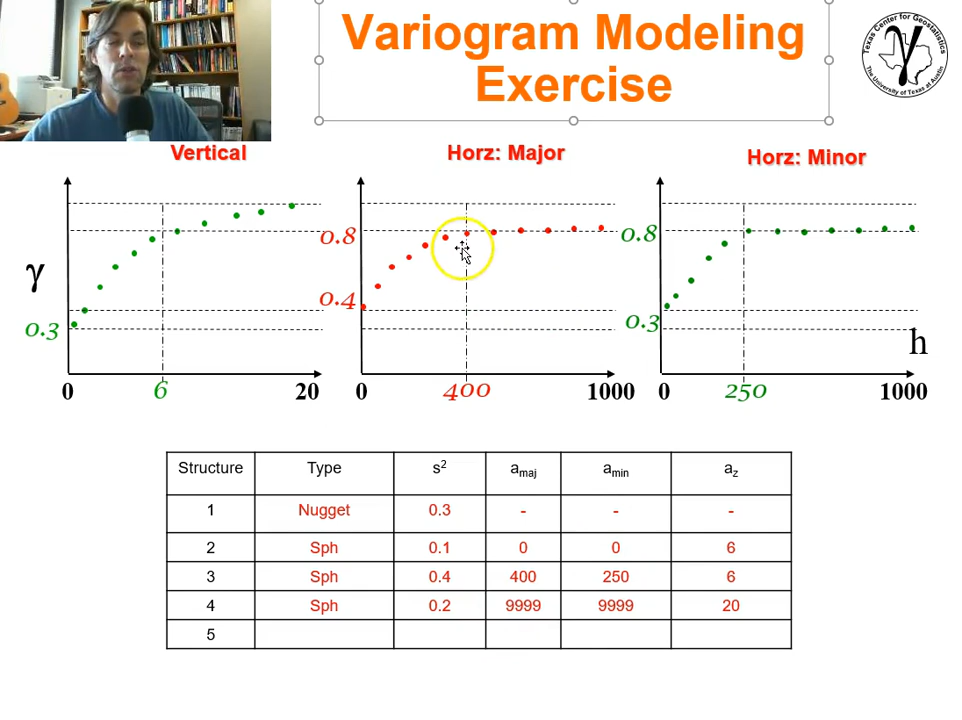 Variogram Modeling
Exercise
Texas Center for Geostatistics
γ
The University of Texas at Austin
Vertical
Horz: Major
Horz: Minor
γ
0.3
0 6 20
0.8
0.4
0 400 1000
0.8
0.3
h
0 250 1000
Structure Type s² a_maj a_min a_z
1 Nugget 0.3 - - -
2 Sph 0.1 0 0 6
3 Sph 0.4 400 250 6
4 Sph 0.2 9999 9999 20
5